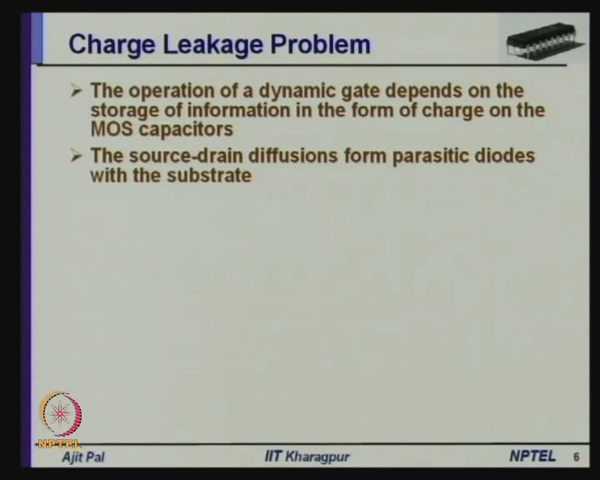 Charge Leakage Problem
➢ The operation of a dynamic gate depends on the
storage of information in the form of charge on the
MOS capacitors
➢ The source-drain diffusions form parasitic diodes
with the substrate
NPTEL
Ajit Pal IIT Kharagpur NPTEL 6